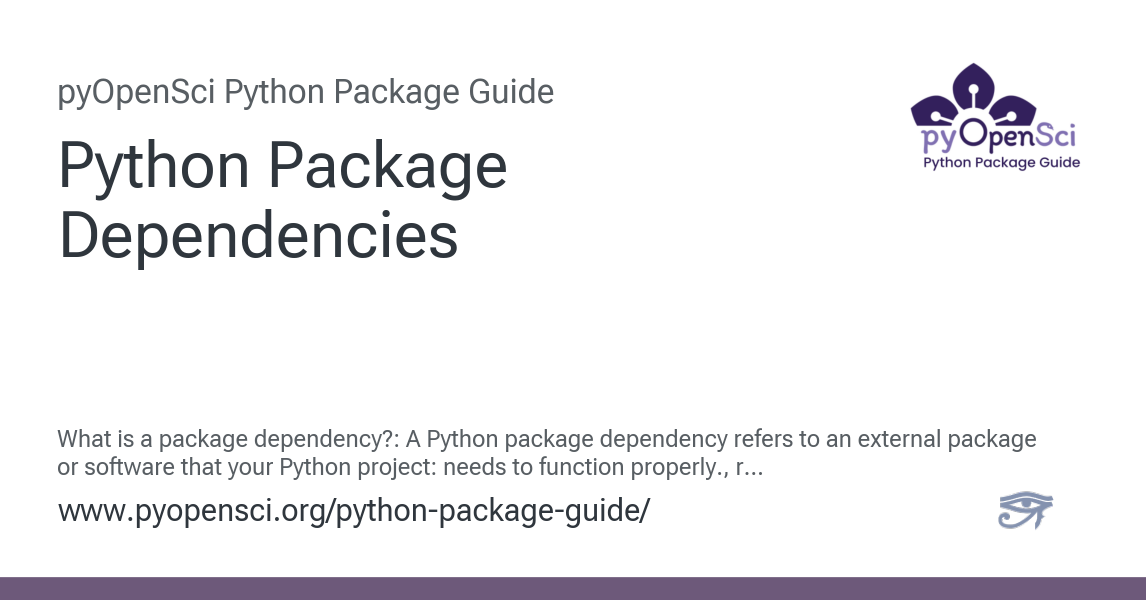 pyOpenSci Python Package Guide
Python Package
Dependencies
pyOpenSci
Python Package Guide
What is a package dependency?: A Python package dependency refers to an external package
or software that your Python project: needs to function properly., r...
www.pyopensci.org/python-package-guide/